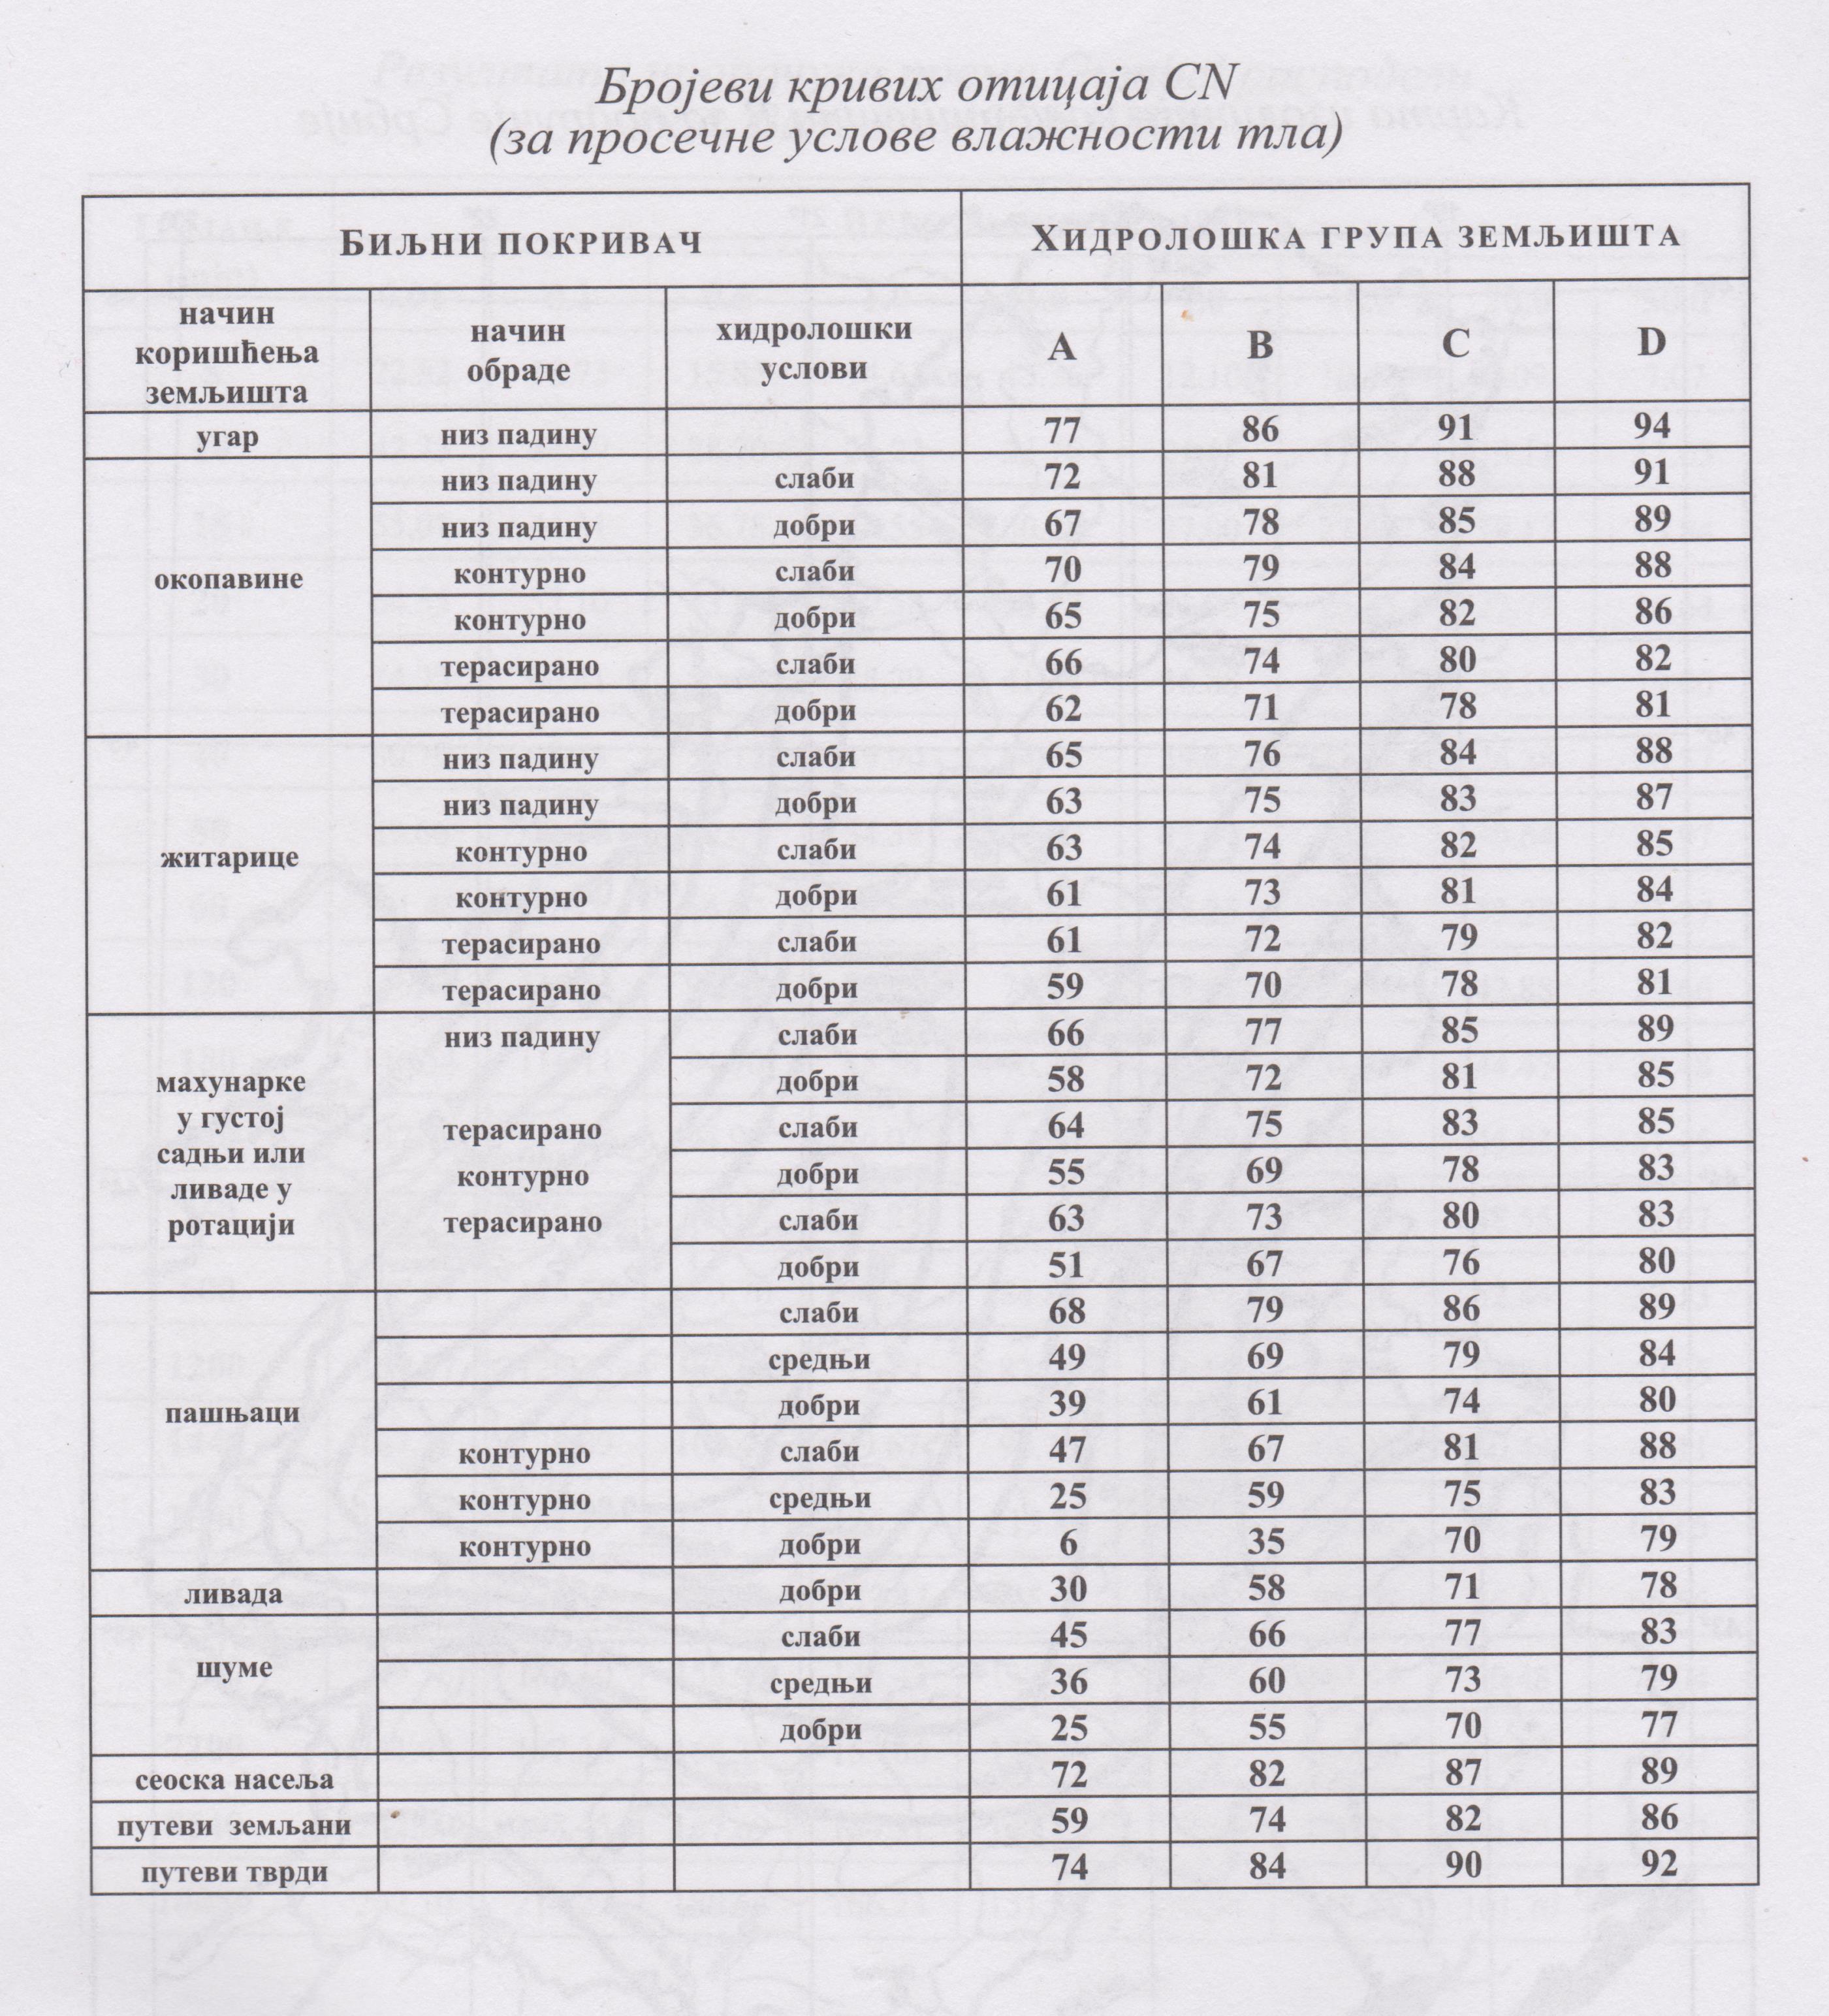 Бројеви кривих отицаја CN
(за просечне услове влажности тла)
БИЉНИ ПОКРИВАЧ ХИДРОЛОШКА ГРУПА ЗЕМЉИШТА
начин
коришћења
земљишта
начин
обраде
хидролошки
услови
A B C D
угар низ падину 77 86 91 94
окопавине
низ падину слаби 72 81 88 91
низ падину добри 67 78 85 89
контурно слаби 70 79 84 88
контурно добри 65 75 82 86
терасирано слаби 66 74 80 82
терасирано добри 62 71 78 81
житарице
низ падину слаби 65 76 84 88
низ падину добри 63 75 83 87
контурно слаби 63 74 82 85
контурно добри 61 73 81 84
терасирано слаби 61 72 79 82
терасирано добри 59 70 78 81
махунарке
у густој
садњи или
ливаде у
ротацији
низ падину слаби 66 77 85 89
добри 58 72 81 85
терасирано слаби 64 75 83 85
контурно добри 55 69 78 83
терасирано слаби 63 73 80 83
добри 51 67 76 80
пашњаци
слаби 68 79 86 89
средњи 49 69 79 84
добри 39 61 74 80
контурно слаби 47 67 81 88
контурно средњи 25 59 75 83
контурно добри 6 35 70 79
ливада добри 30 58 71 78
шуме
слаби 45 66 77 83
средњи 36 60 73 79
добри 25 55 70 77
сеоска насеља 72 82 87 89
путеви земљани 59 74 82 86
путеви тврди 74 84 90 92